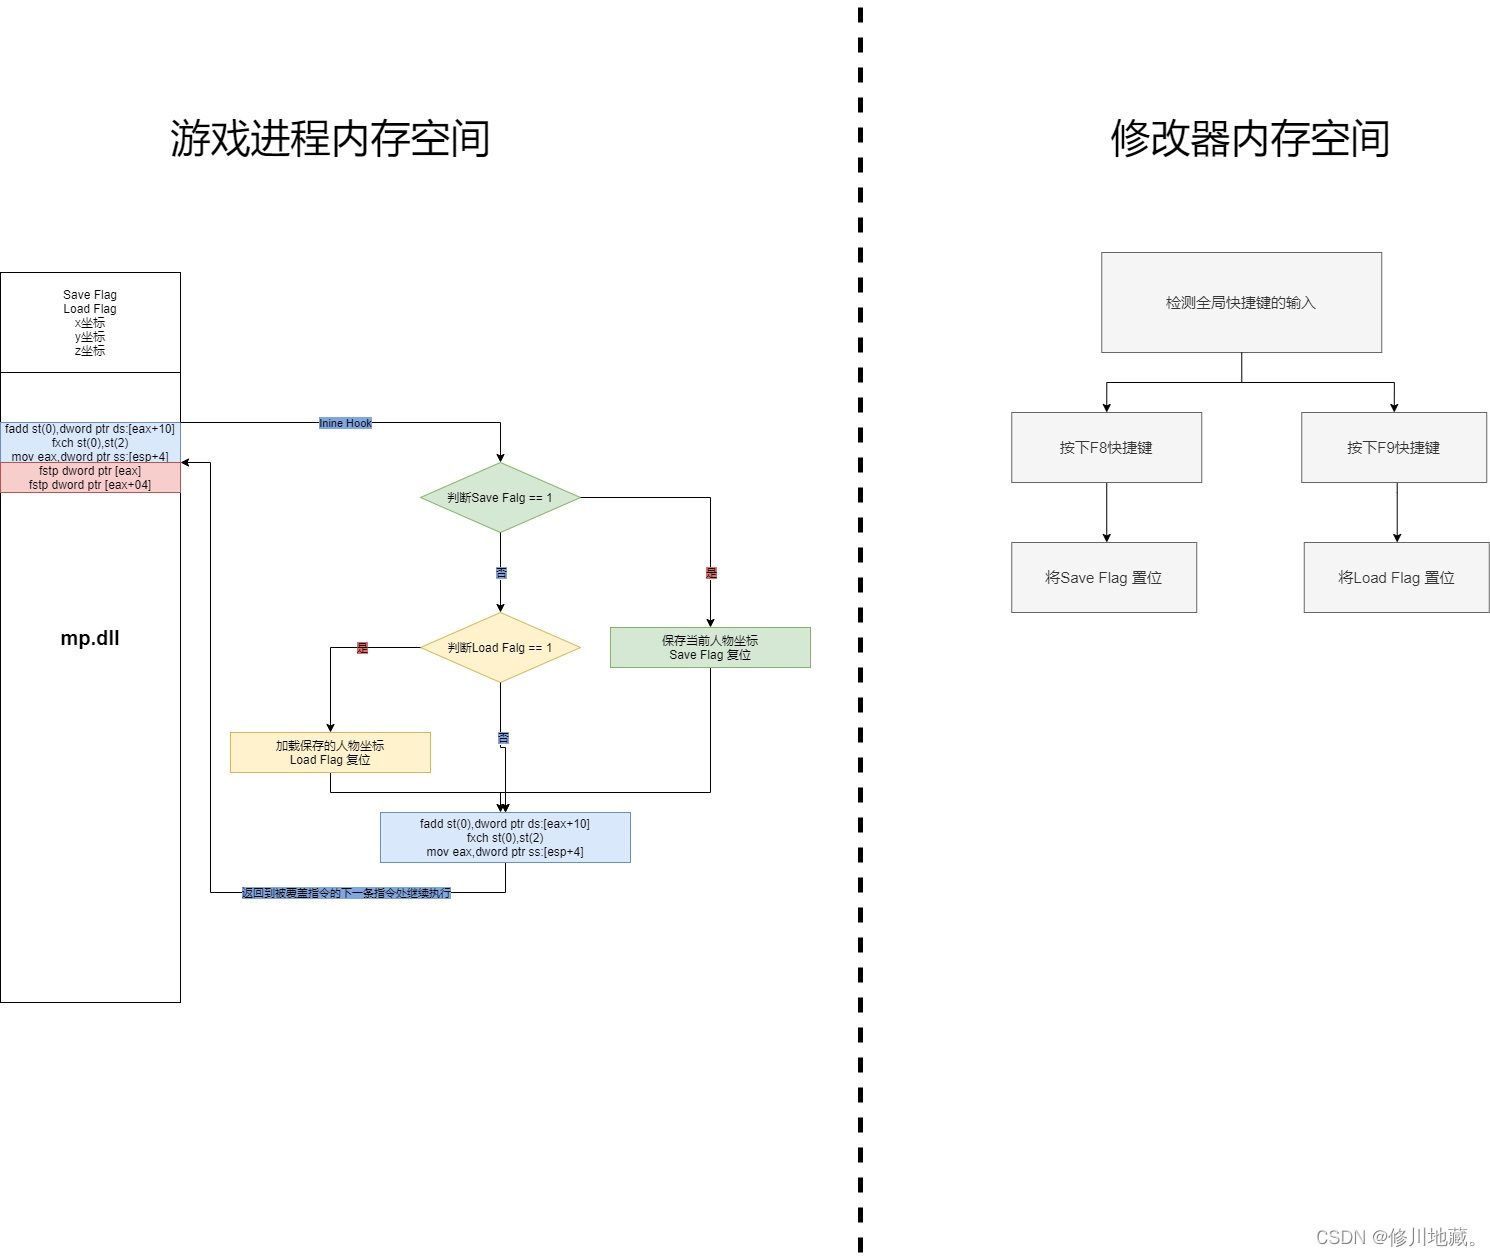 游戏进程内存空间
Save Flag
Load Flag
x坐标
y坐标
z坐标
fadd st(0),dword ptr ds:[eax+10]
fxch st(0),st(2)
mov eax,dword ptr ss:[esp+4]
fstp dword ptr [eax]
fstp dword ptr [eax+04]
mp.dll
Inine Hook
判断Save Falg == 1
否
是
判断Load Falg == 1
是
保存当前人物坐标
Save Flag 复位
否
加载保存的人物坐标
Load Flag 复位
fadd st(0),dword ptr ds:[eax+10]
fxch st(0),st(2)
mov eax,dword ptr ss:[esp+4]
返回到被覆盖指令的下一条指令处继续执行
修改器内存空间
检测全局快捷键的输入
按下F8快捷键
按下F9快捷键
将Save Flag 置位
将Load Flag 置位
CSDN @修川地藏。